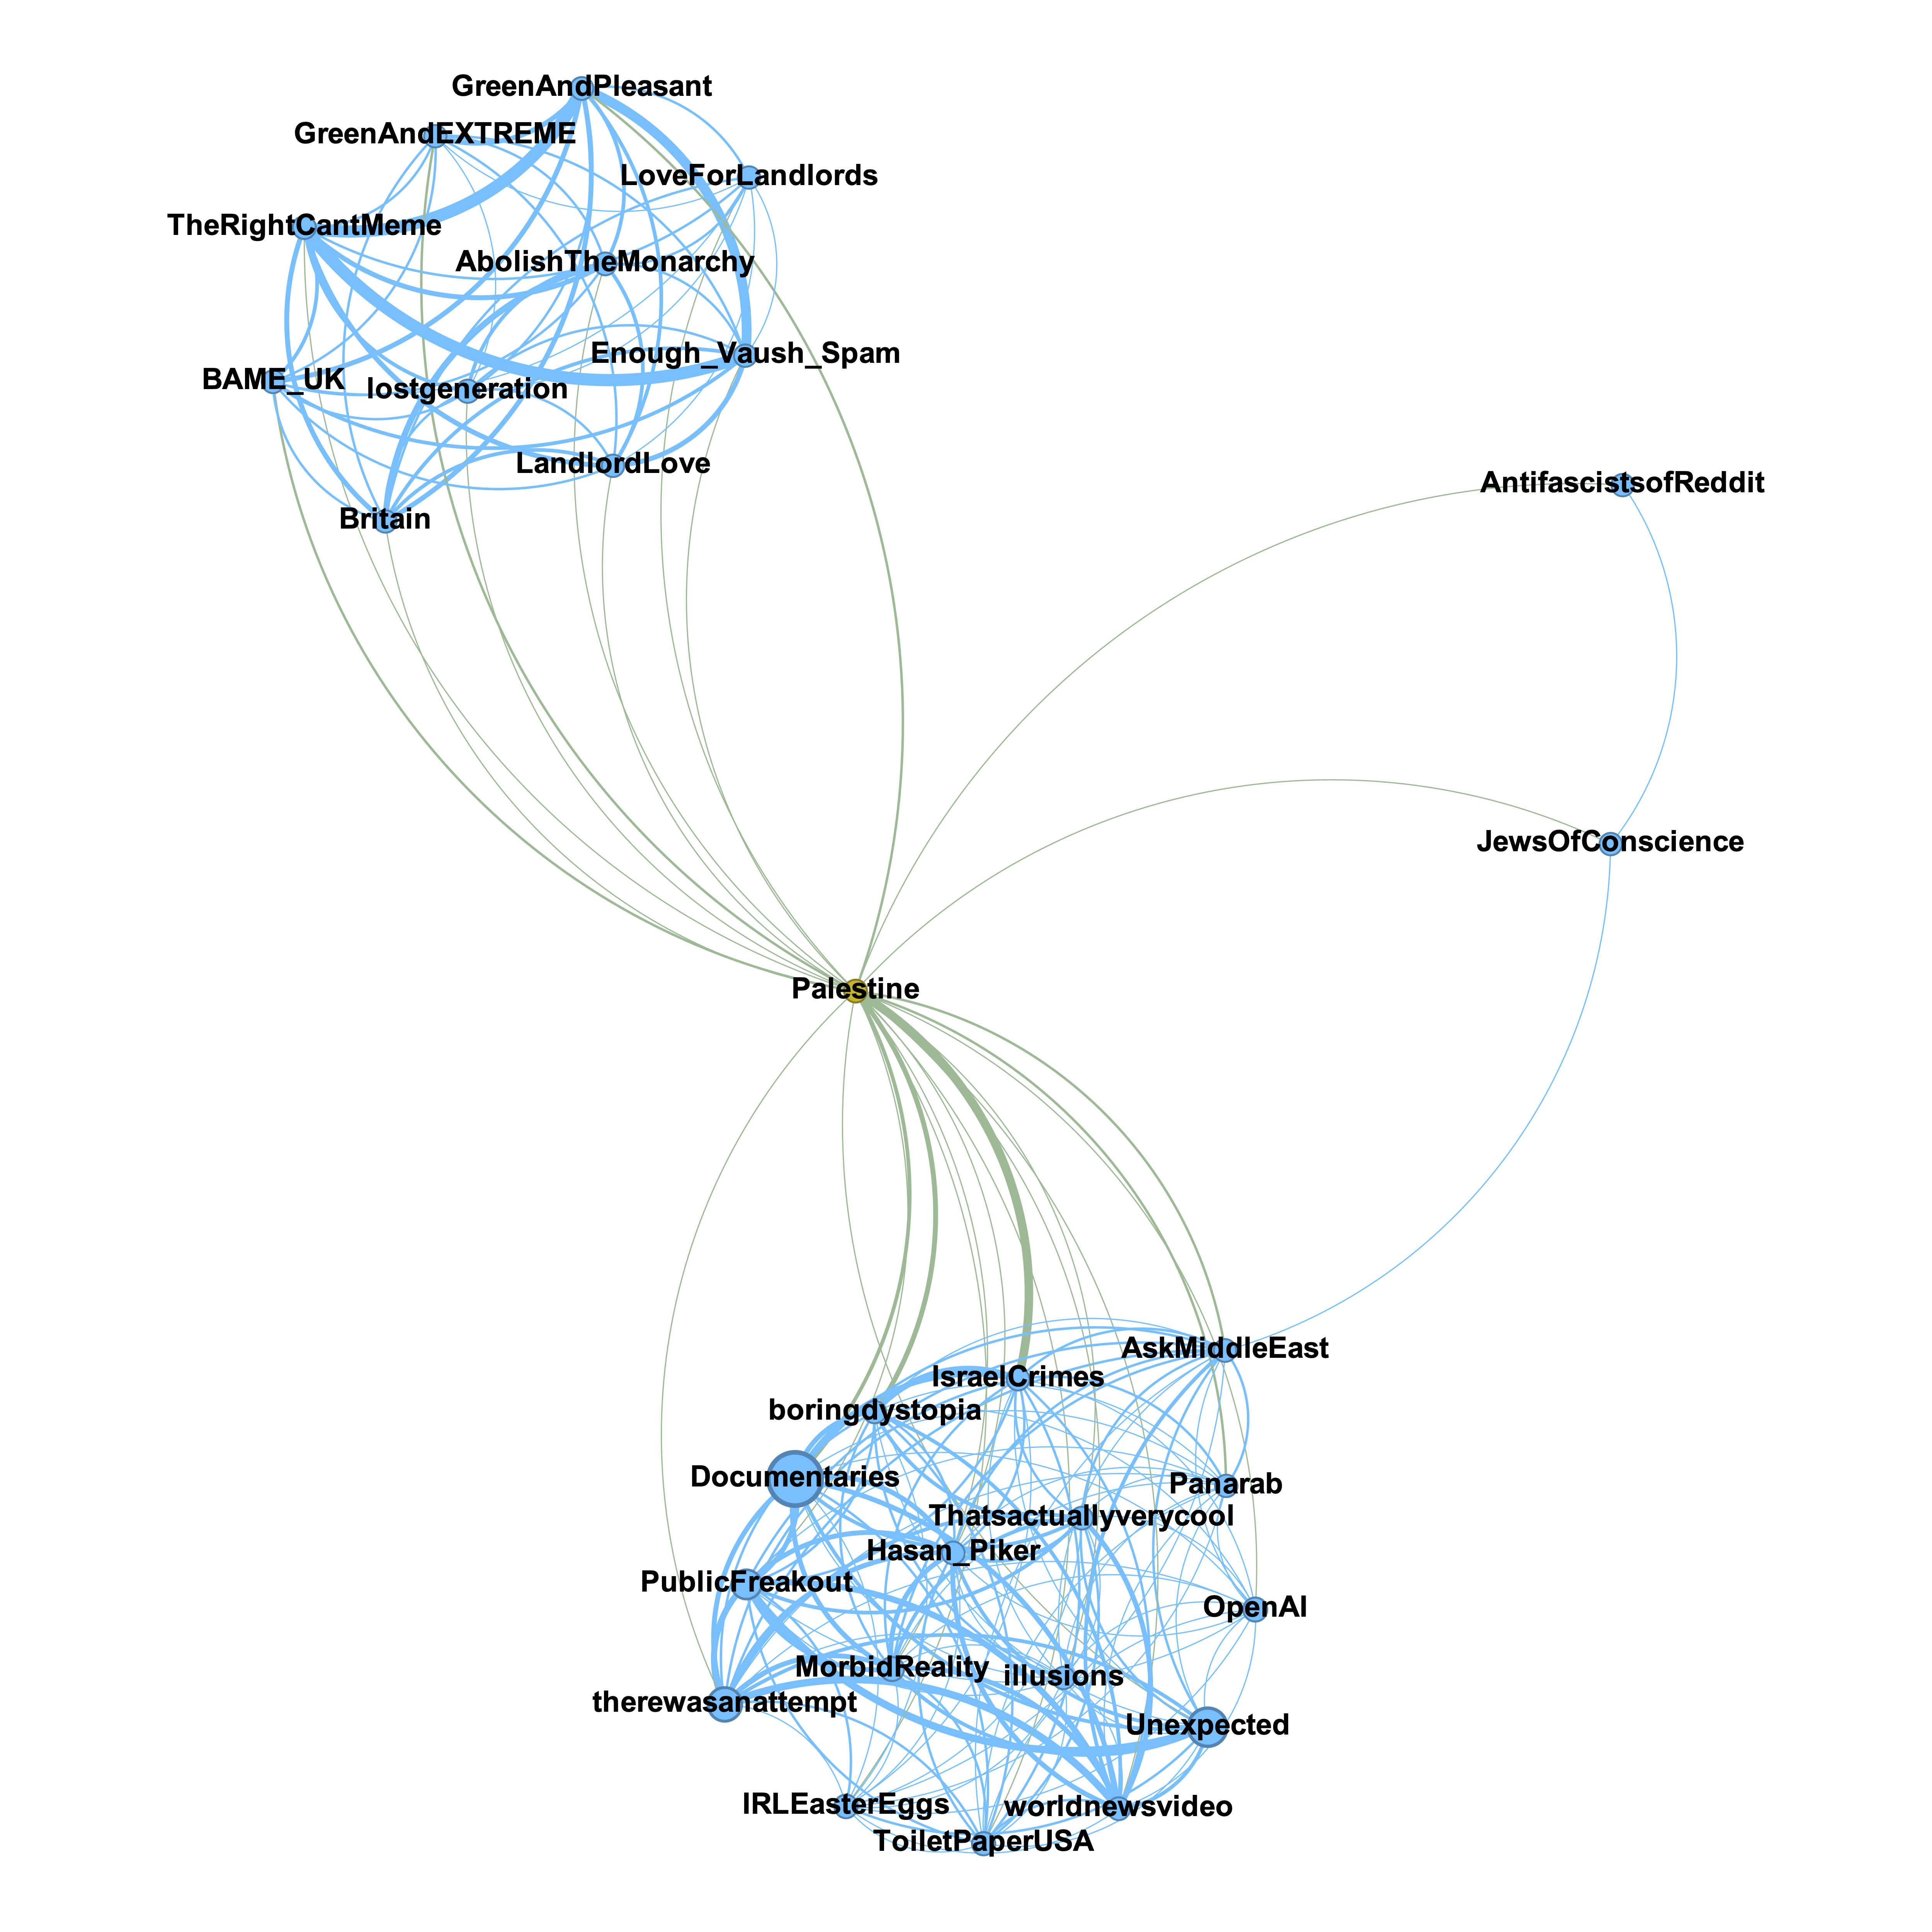 GreenAndPleasant
GreenAndEXTREME
LoveForLandlords
TheRightCantMeme
AbolishTheMonarchy
Enough_Vaush_Spam
BAME_UK
lostgeneration
LandlordLove
AntifascistsofReddit
Britain
JewsOfConscience
Palestine
AskMiddleEast
IsraelCrimes
boringdystopia
Documentaries
Panarab
Thatsactuallyverycool
Hasan_Piker
PublicFreakout
OpenAI
MorbidReality
illusions
therewasanattempt
Unexpected
IRLEasterEggs
worldnewsvideo
ToiletPaperUSA